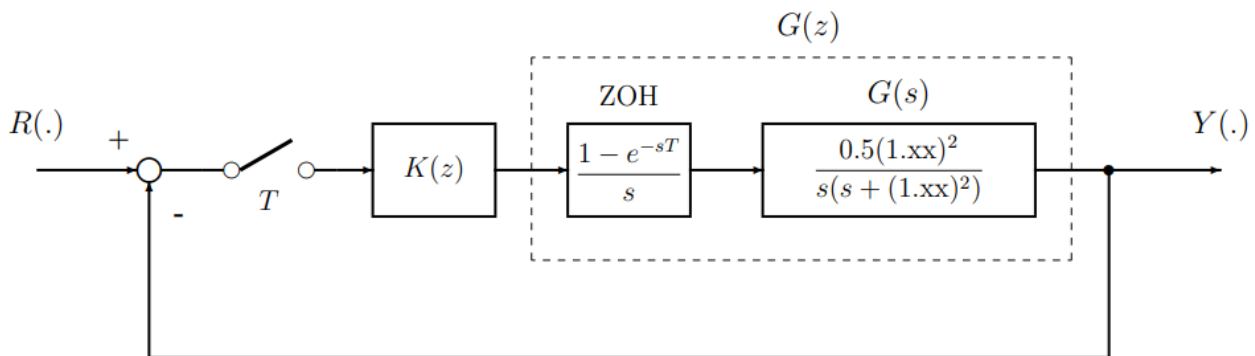 G(z)
ZOH
G(s)
R(.)
+
-
T
K(z)
1 − e^{−sT}
s
0.5(1.xx)^2
s(s + (1.xx)^2)
Y(.)